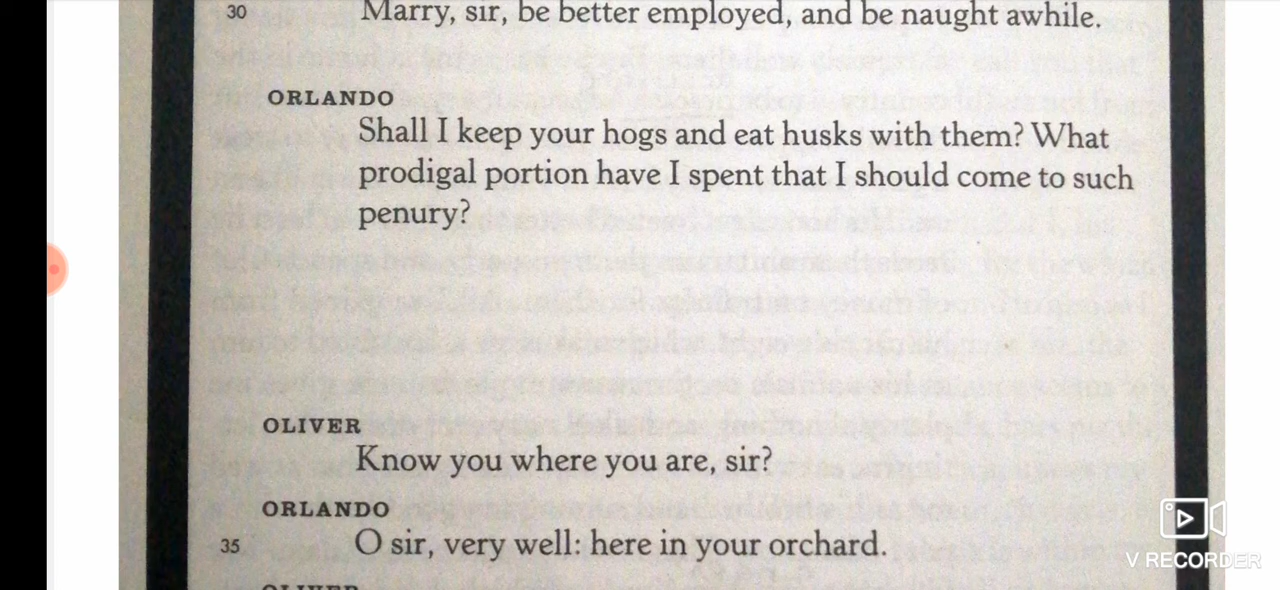 30 Marry, sir, be better employed, and be naught awhile.
ORLANDO
Shall I keep your hogs and eat husks with them? What
prodigal portion have I spent that I should come to such
penury?
OLIVER
Know you where you are, sir?
ORLANDO
35 O sir, very well: here in your orchard.
OLIVER
V RECORDER